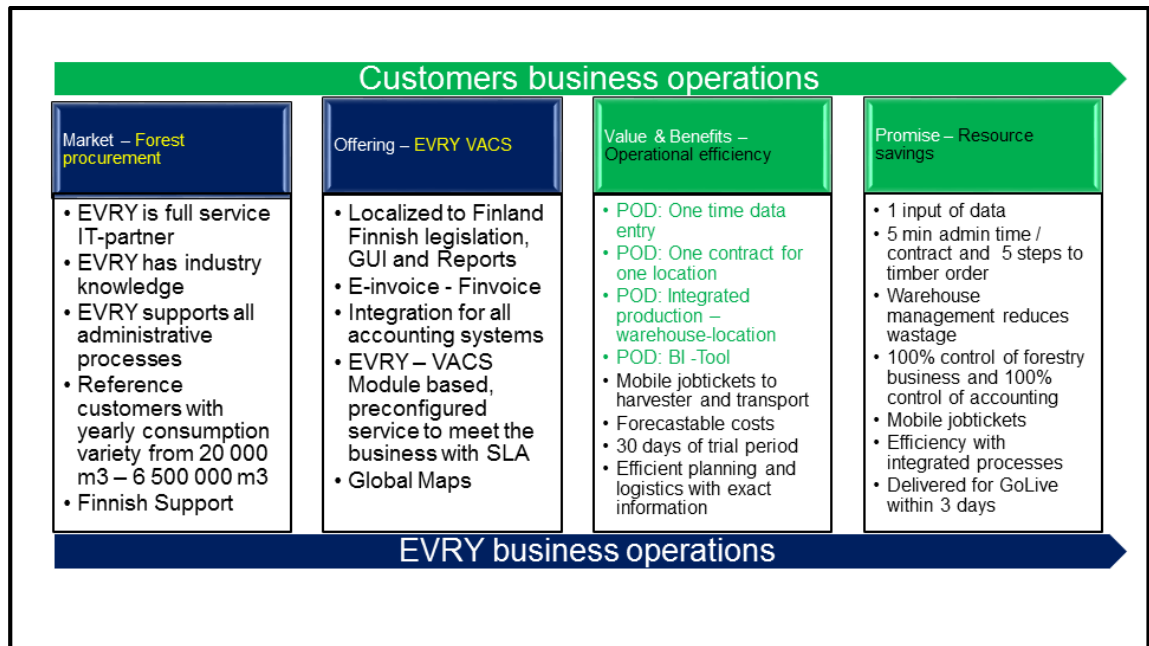 Customers business operations
Market – Forest
procurement
• EVRY is full service
IT-partner
• EVRY has industry
knowledge
• EVRY supports all
administrative
processes
• Reference
customers with
yearly consumption
variety from 20 000
m3 – 6 500 000 m3
• Finnish Support
Offering – EVRY VACS
• Localized to Finland
Finnish legislation,
GUI and Reports
• E-invoice - Finvoice
• Integration for all
accounting systems
• EVRY – VACS
Module based,
preconfigured
service to meet the
business with SLA
• Global Maps
Value & Benefits –
Operational efficiency
• POD: One time data
entry
• POD: One contract for
one location
• POD: Integrated
production –
warehouse-location
• POD: BI -Tool
• Mobile jobtickets to
harvester and transport
• Forecastable costs
• 30 days of trial period
• Efficient planning and
logistics with exact
information
Promise – Resource
savings
• 1 input of data
• 5 min admin time /
contract and 5 steps to
timber order
• Warehouse
management reduces
wastage
• 100% control of forestry
business and 100%
control of accounting
• Mobile jobtickets
• Efficiency with
integrated processes
• Delivered for GoLive
within 3 days
EVRY business operations